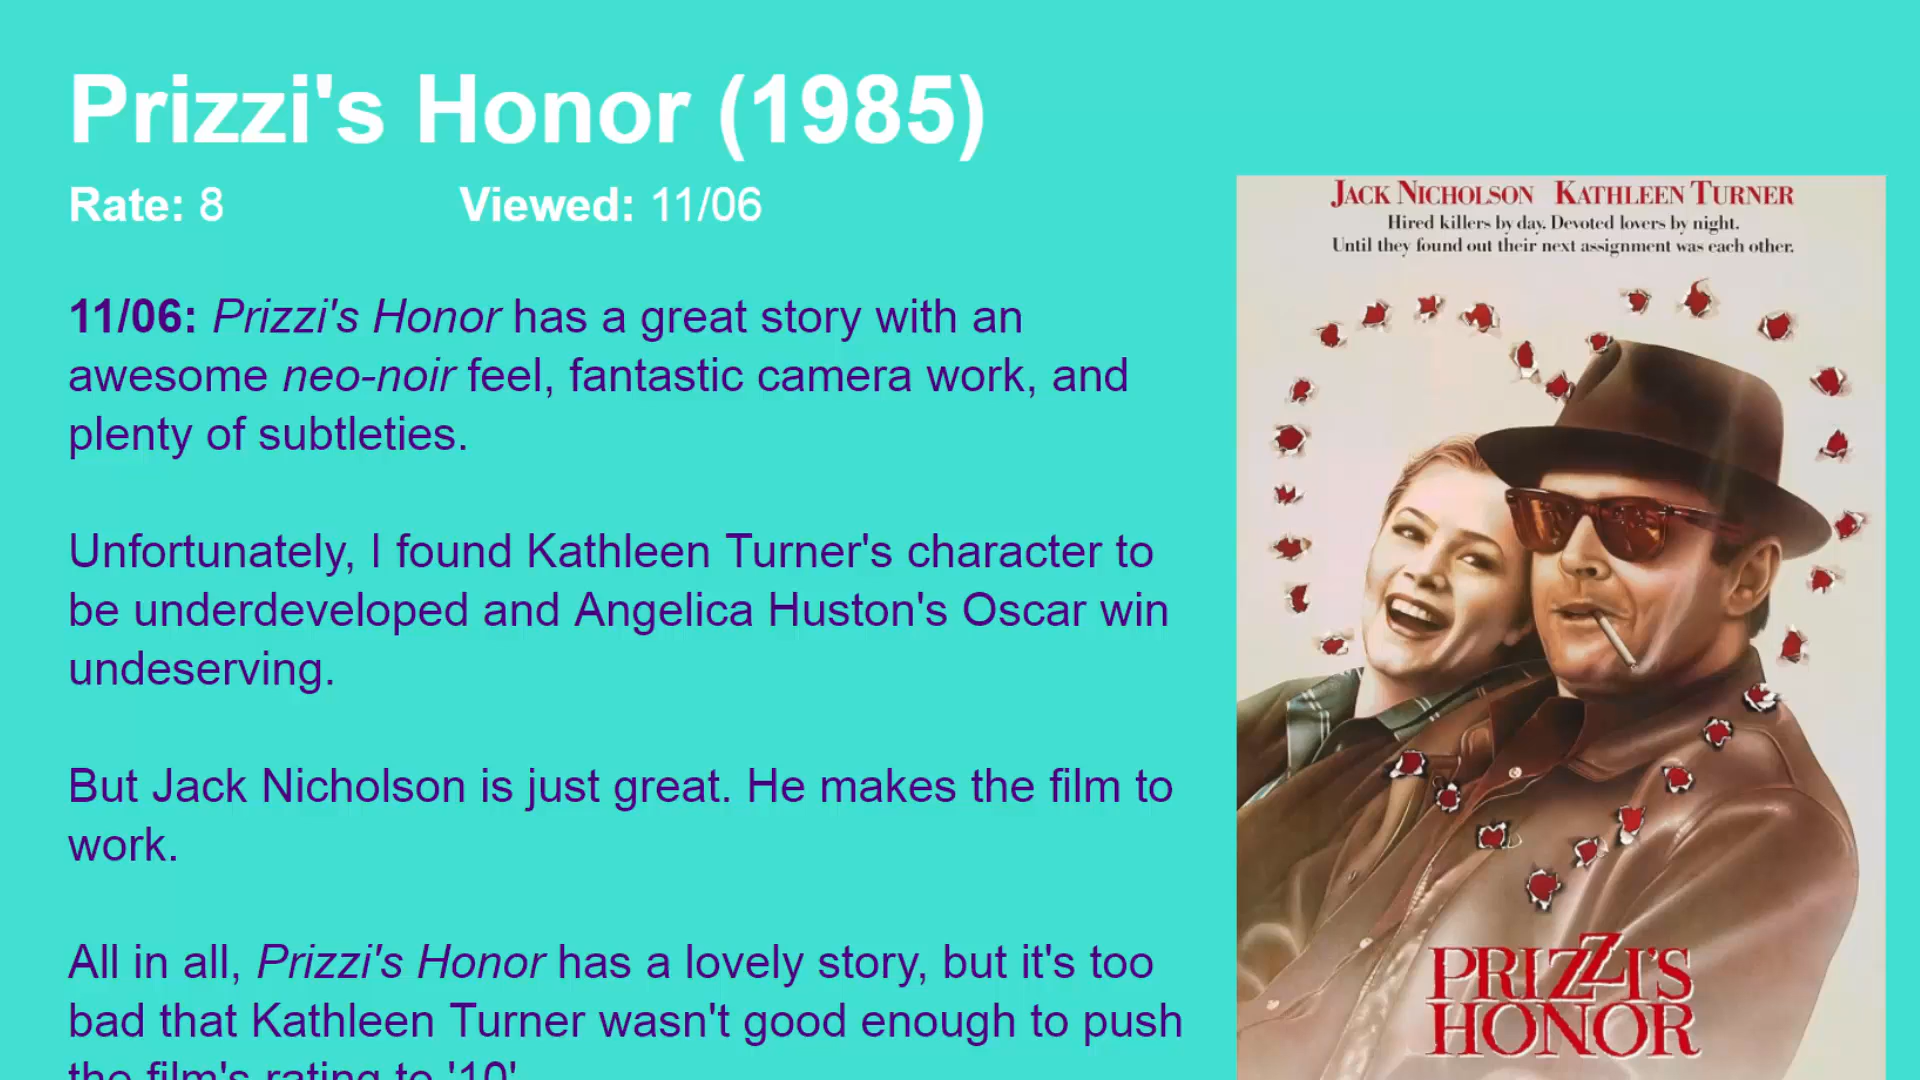 Prizzi's Honor (1985)
Rate: 8 Viewed: 11/06
11/06: Prizzi's Honor has a great story with an
awesome neo-noir feel, fantastic camera work, and
plenty of subtleties.
Unfortunately, I found Kathleen Turner's character to
be underdeveloped and Angelica Huston's Oscar win
undeserving.
But Jack Nicholson is just great. He makes the film to
work.
All in all, Prizzi's Honor has a lovely story, but it's too
bad that Kathleen Turner wasn't good enough to push
the film's rating to '10'
JACK NICHOLSON KATHLEEN TURNER
Hired killers by day. Devoted lovers by night.
Until they found out their next assignment was each other.
PRIZZI'S
HONOR